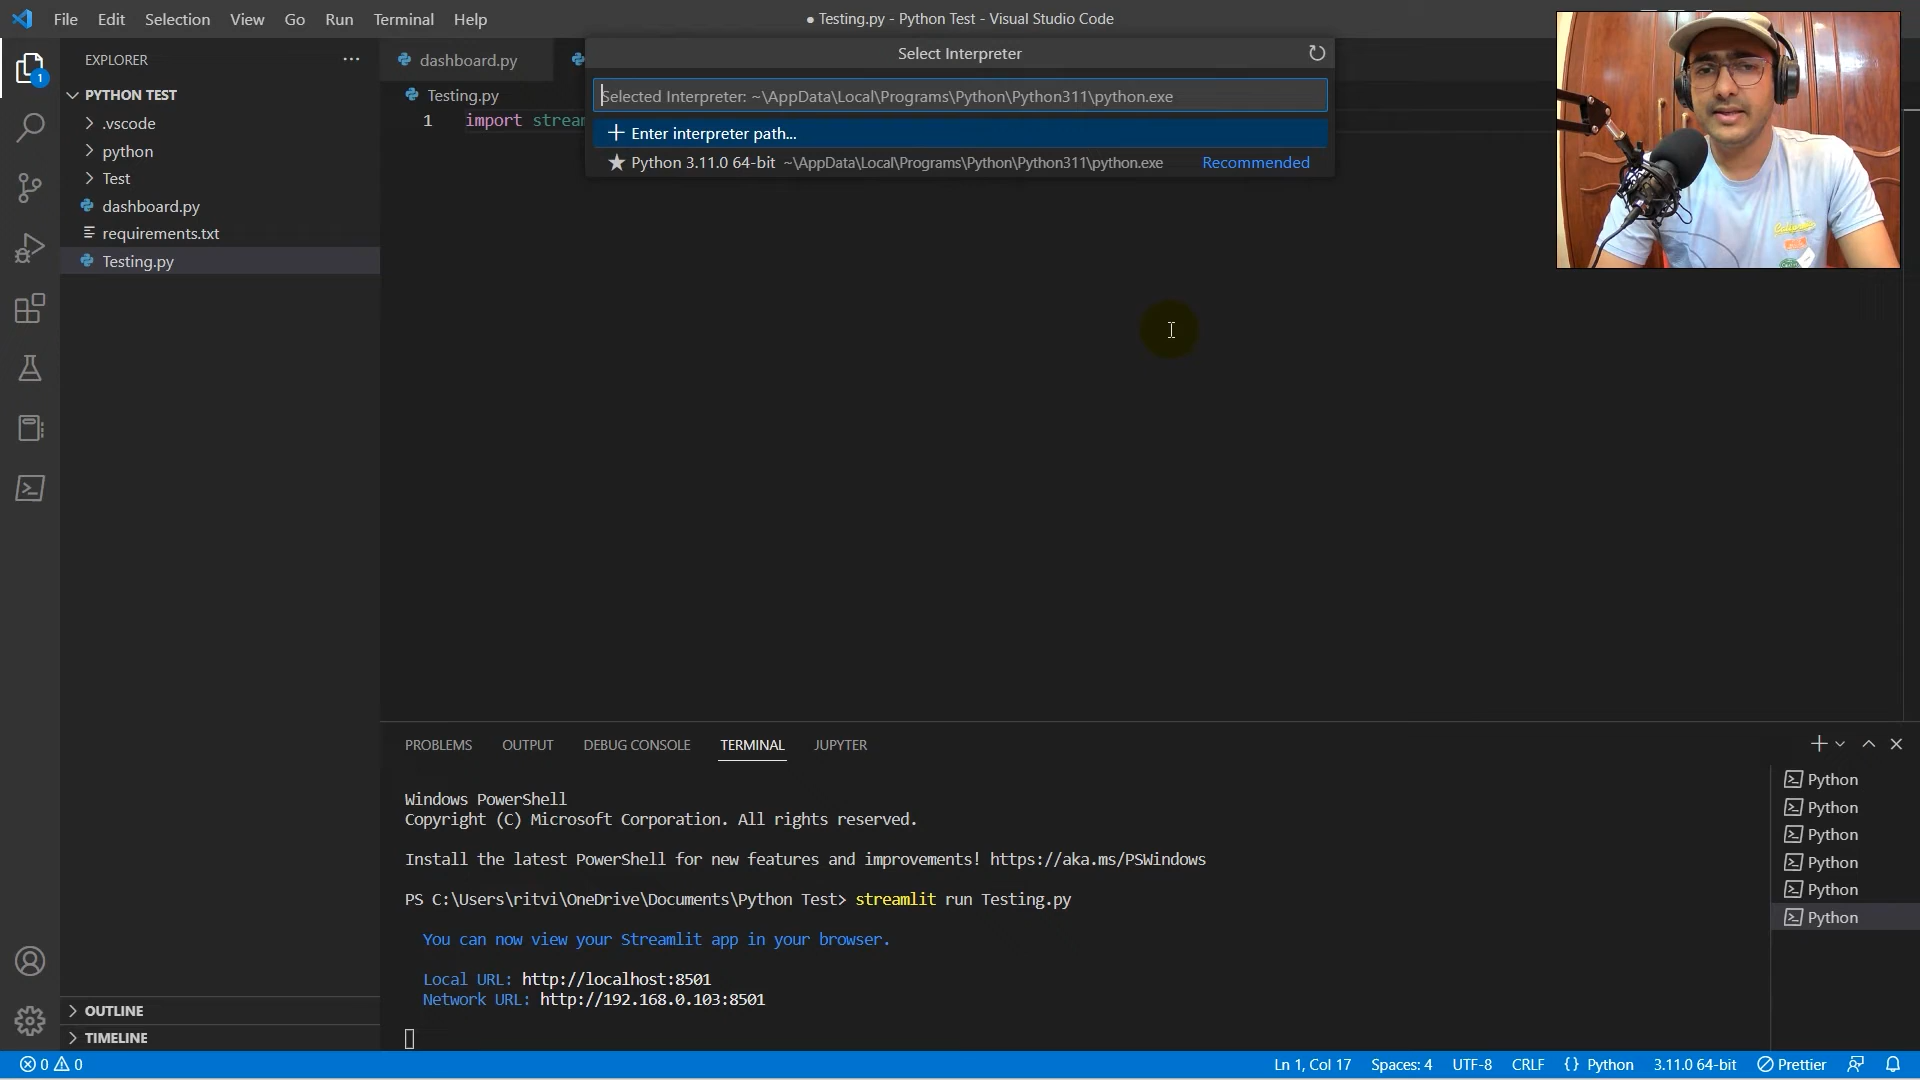 File Edit Selection View Go Run Terminal Help
● Testing.py - Python Test - Visual Studio Code
EXPLORER
PYTHON TEST
.vscode
python
Test
dashboard.py
requirements.txt
Testing.py
OUTLINE
TIMELINE
1
dashboard.py
Testing.py
1 import stream
Select Interpreter
Selected Interpreter: ~\AppData\Local\Programs\Python\Python311\python.exe
Enter interpreter path...
Python 3.11.0 64-bit ~\AppData\Local\Programs\Python\Python311\python.exe Recommended
PROBLEMS OUTPUT DEBUG CONSOLE TERMINAL JUPYTER
Windows PowerShell
Copyright (C) Microsoft Corporation. All rights reserved.
Install the latest PowerShell for new features and improvements! https://aka.ms/PSWindows
PS C:\Users\ritvi\OneDrive\Documents\Python Test> streamlit run Testing.py
You can now view your Streamlit app in your browser.
Local URL: http://localhost:8501
Network URL: http://192.168.0.103:8501
Python
Python
Python
Python
Python
Python
0 0
Ln 1, Col 17 Spaces: 4 UTF-8 CRLF {} Python 3.11.0 64-bit Prettier